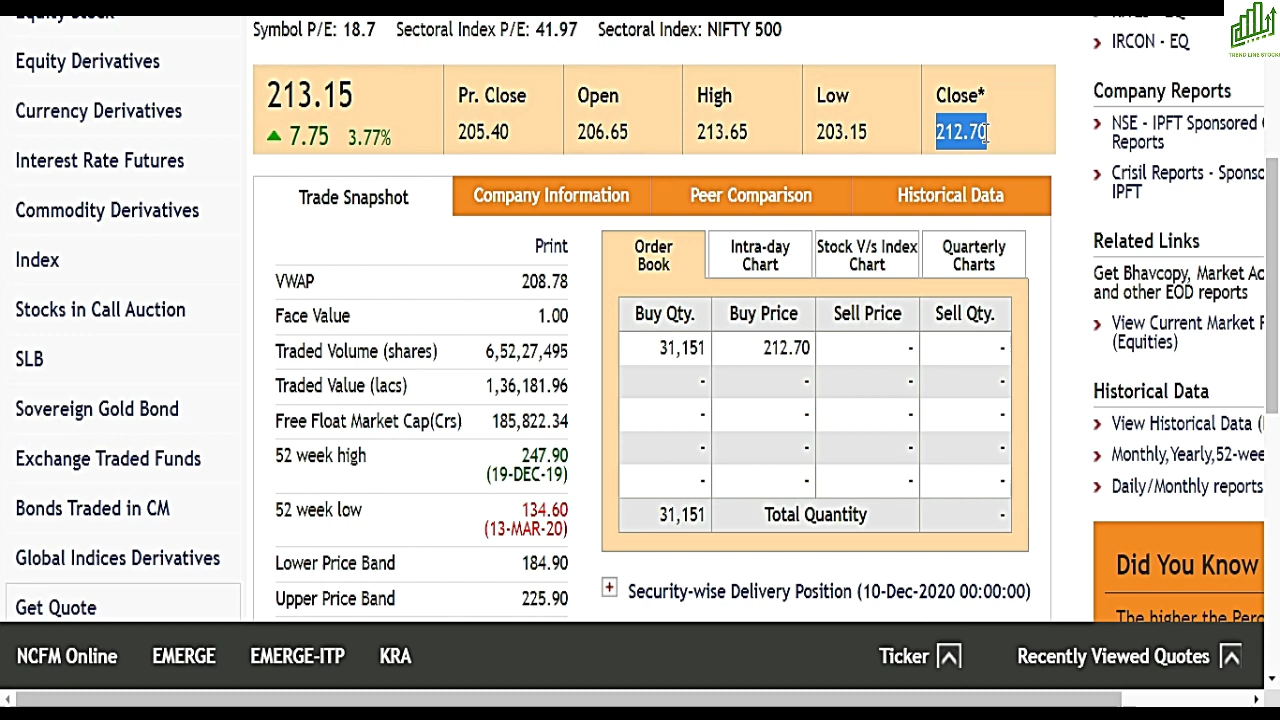 Equity Derivatives
Currency Derivatives
Interest Rate Futures
Commodity Derivatives
Index
Stocks in Call Auction
SLB
Sovereign Gold Bond
Exchange Traded Funds
Bonds Traded in CM
Global Indices Derivatives
Get Quote
Symbol P/E: 18.7 Sectoral Index P/E: 41.97 Sectoral Index: NIFTY 500
213.15
7.75 3.77%
Pr. Close Open High Low Close*
205.40 206.65 213.65 203.15 212.70
Trade Snapshot Company Information Peer Comparison Historical Data
Print
VWAP 208.78
Face Value 1.00
Traded Volume (shares) 6,52,27,495
Traded Value (lacs) 1,36,181.96
Free Float Market Cap(Crs) 185,822.34
52 week high 247.90
(19-DEC-19)
52 week low 134.60
(13-MAR-20)
Lower Price Band 184.90
Upper Price Band 225.90
Order Book
Intra-day Chart
Stock V/s Index Chart
Quarterly Charts
Buy Qty. Buy Price Sell Price Sell Qty.
31,151 212.70 - -
- - - -
- - - -
- - - -
- - - -
31,151 Total Quantity -
+ Security-wise Delivery Position (10-Dec-2020 00:00:00)
IRCON - EQ
Company Reports
NSE - IPFT Sponsored
Reports
Crisil Reports -
IPFT
Related Links
Get Bhavcopy, Market
and other EOD reports
View Current Market
(Equities)
Historical Data
View Historical Data
Monthly,Yearly,
Daily/Monthly reports
Did You Know
The higher the
NCFM Online EMERGE EMERGE-ITP KRA Ticker Recently Viewed Quotes
TREND LINE